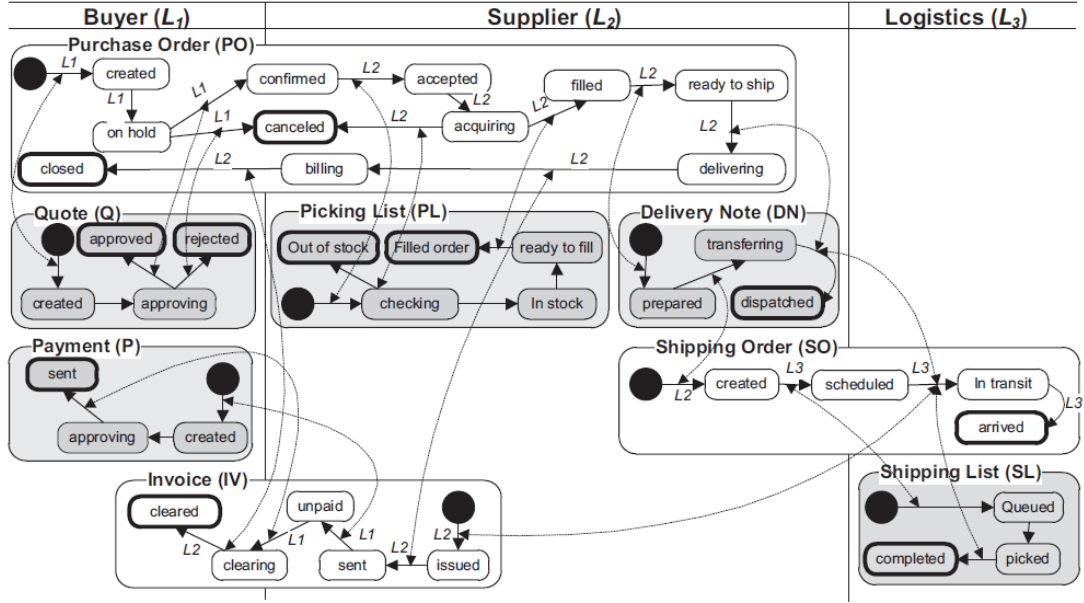 Buyer (L1)
Supplier (L2)
Logistics (L3)
Purchase Order (PO)
L1
created
L1
on hold
L1
L1
confirmed
L2
accepted
L2
canceled
L2
acquiring
L2
filled
L2
ready to ship
L2
closed
L2
billing
L2
delivering
Quote (Q)
approved
rejected
created
approving
Picking List (PL)
Out of stock
Filled order
ready to fill
checking
In stock
Delivery Note (DN)
transferring
prepared
dispatched
Payment (P)
sent
approving
created
Shipping Order (SO)
L2
created
L3
scheduled
L3
In transit
L3
arrived
Invoice (IV)
cleared
unpaid
L2
L1
L1
L2
L2
clearing
sent
issued
Shipping List (SL)
Queued
completed
picked